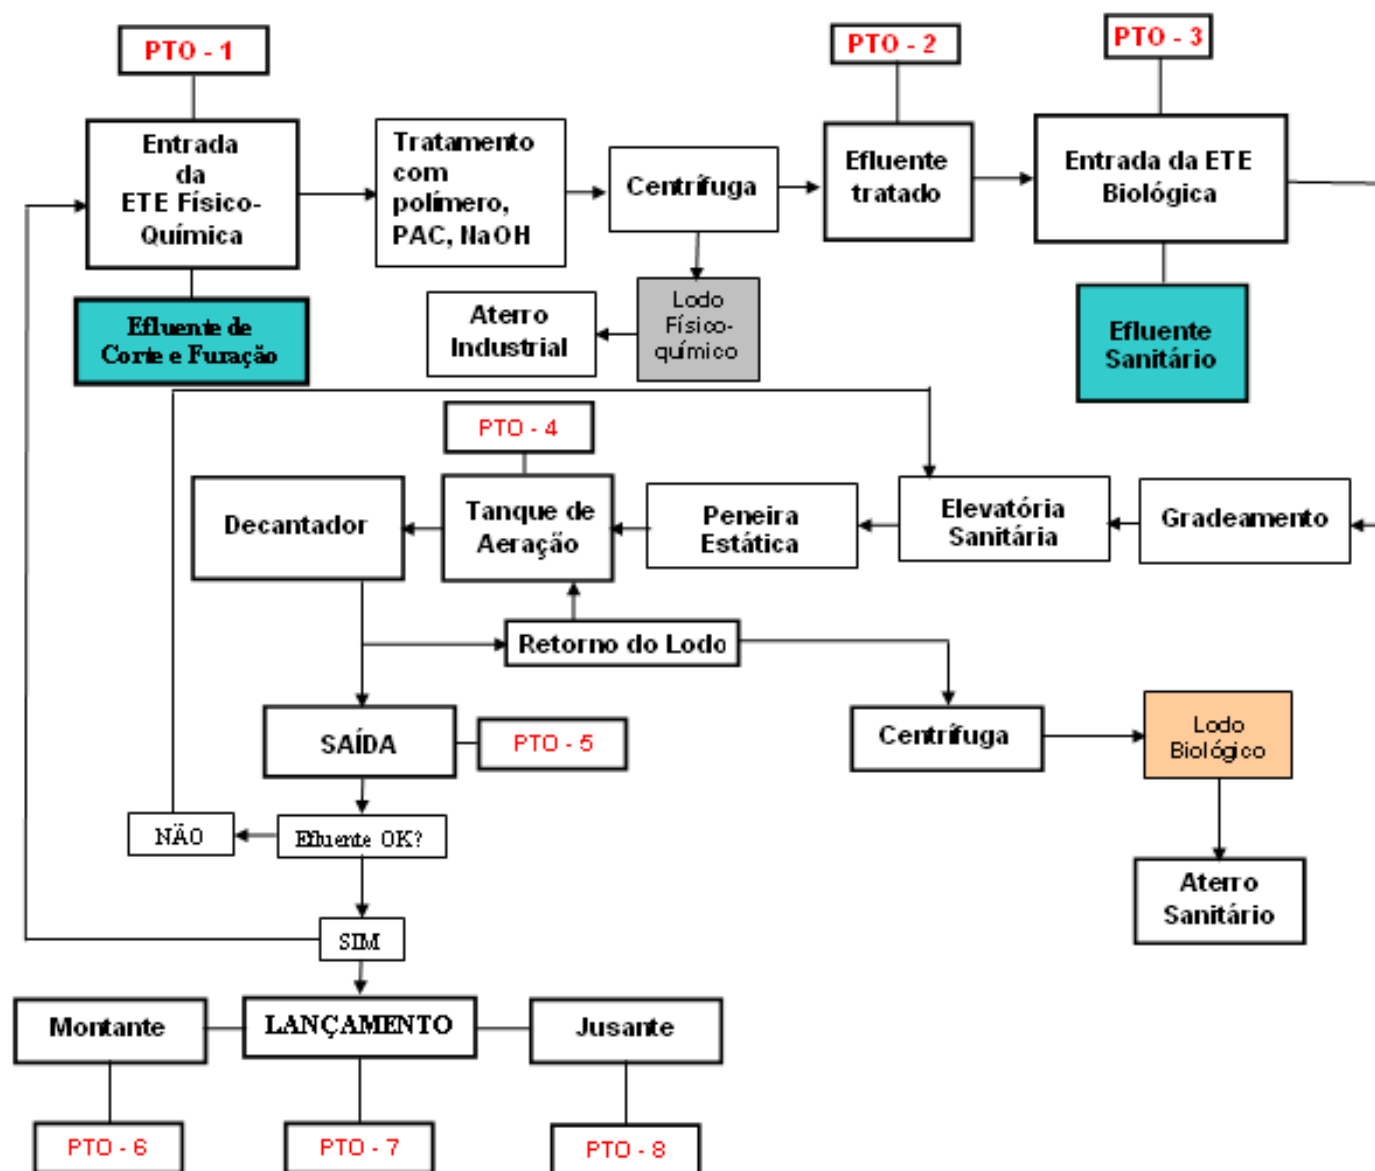 PTO - 1
PTO - 2
PTO - 3
Entrada
da
ETE Físico-
Química
Tratamento
com
polímero,
PAC, NaOH
Centrífuga
Efluente
tratado
Entrada da ETE
Biológica
Efluente de
Corte e Furação
Aterro
Industrial
Lodo
Físico-
químico
Efluente
Sanitário
PTO - 4
Decantador
Tanque de
Aeração
Peneira
Estática
Elevatória
Sanitária
Gradeamento
Retorno do Lodo
SAÍDA
PTO - 5
Centrífuga
Lodo
Biológico
NÃO
Efluente OK?
Aterro
Sanitário
SIM
Montante
LANÇAMENTO
Jusante
PTO - 6
PTO - 7
PTO - 8